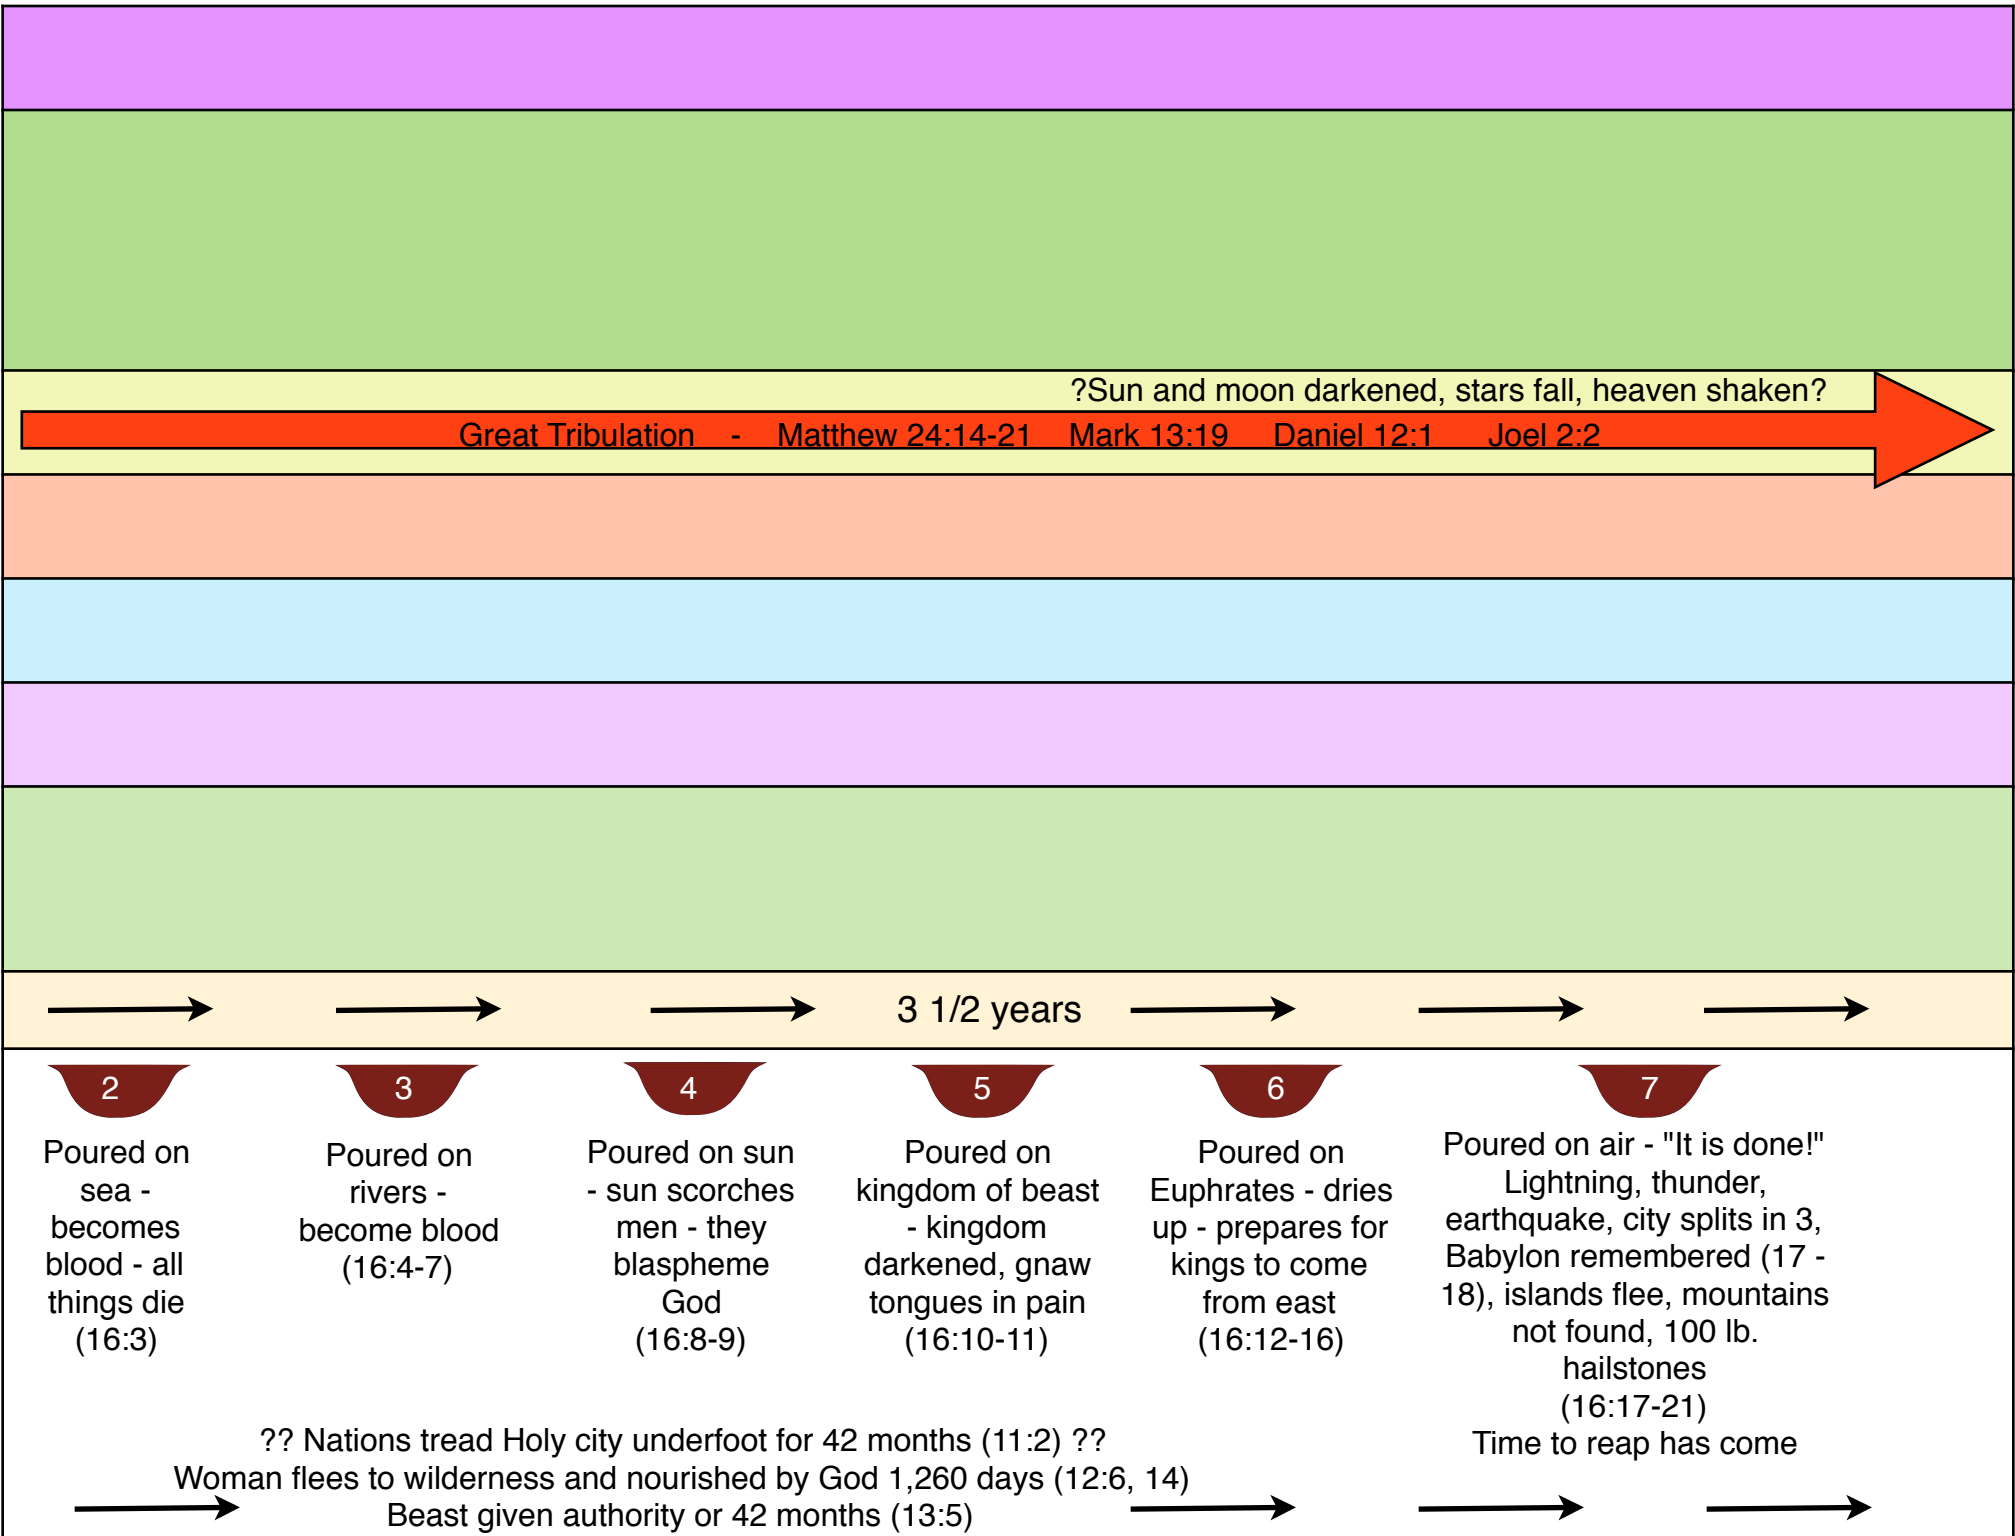 ?Sun and moon darkened, stars fall, heaven shaken?
Great Tribulation - Matthew 24:14-21 Mark 13:19 Daniel 12:1 Joel 2:2
3 1/2 years
2
Poured on
sea -
becomes
blood - all
things die
(16:3)
3
Poured on
rivers -
become blood
(16:4-7)
4
Poured on sun
- sun scorches
men - they
blaspheme
God
(16:8-9)
5
Poured on
kingdom of beast
- kingdom
darkened, gnaw
tongues in pain
(16:10-11)
6
Poured on
Euphrates - dries
up - prepares for
kings to come
from east
(16:12-16)
7
Poured on air - "It is done!"
Lightning, thunder,
earthquake, city splits in 3,
Babylon remembered (17 -
18), islands flee, mountains
not found, 100 lb.
hailstones
(16:17-21)
Time to reap has come
?? Nations tread Holy city underfoot for 42 months (11:2) ??
Woman flees to wilderness and nourished by God 1,260 days (12:6, 14)
Beast given authority or 42 months (13:5)